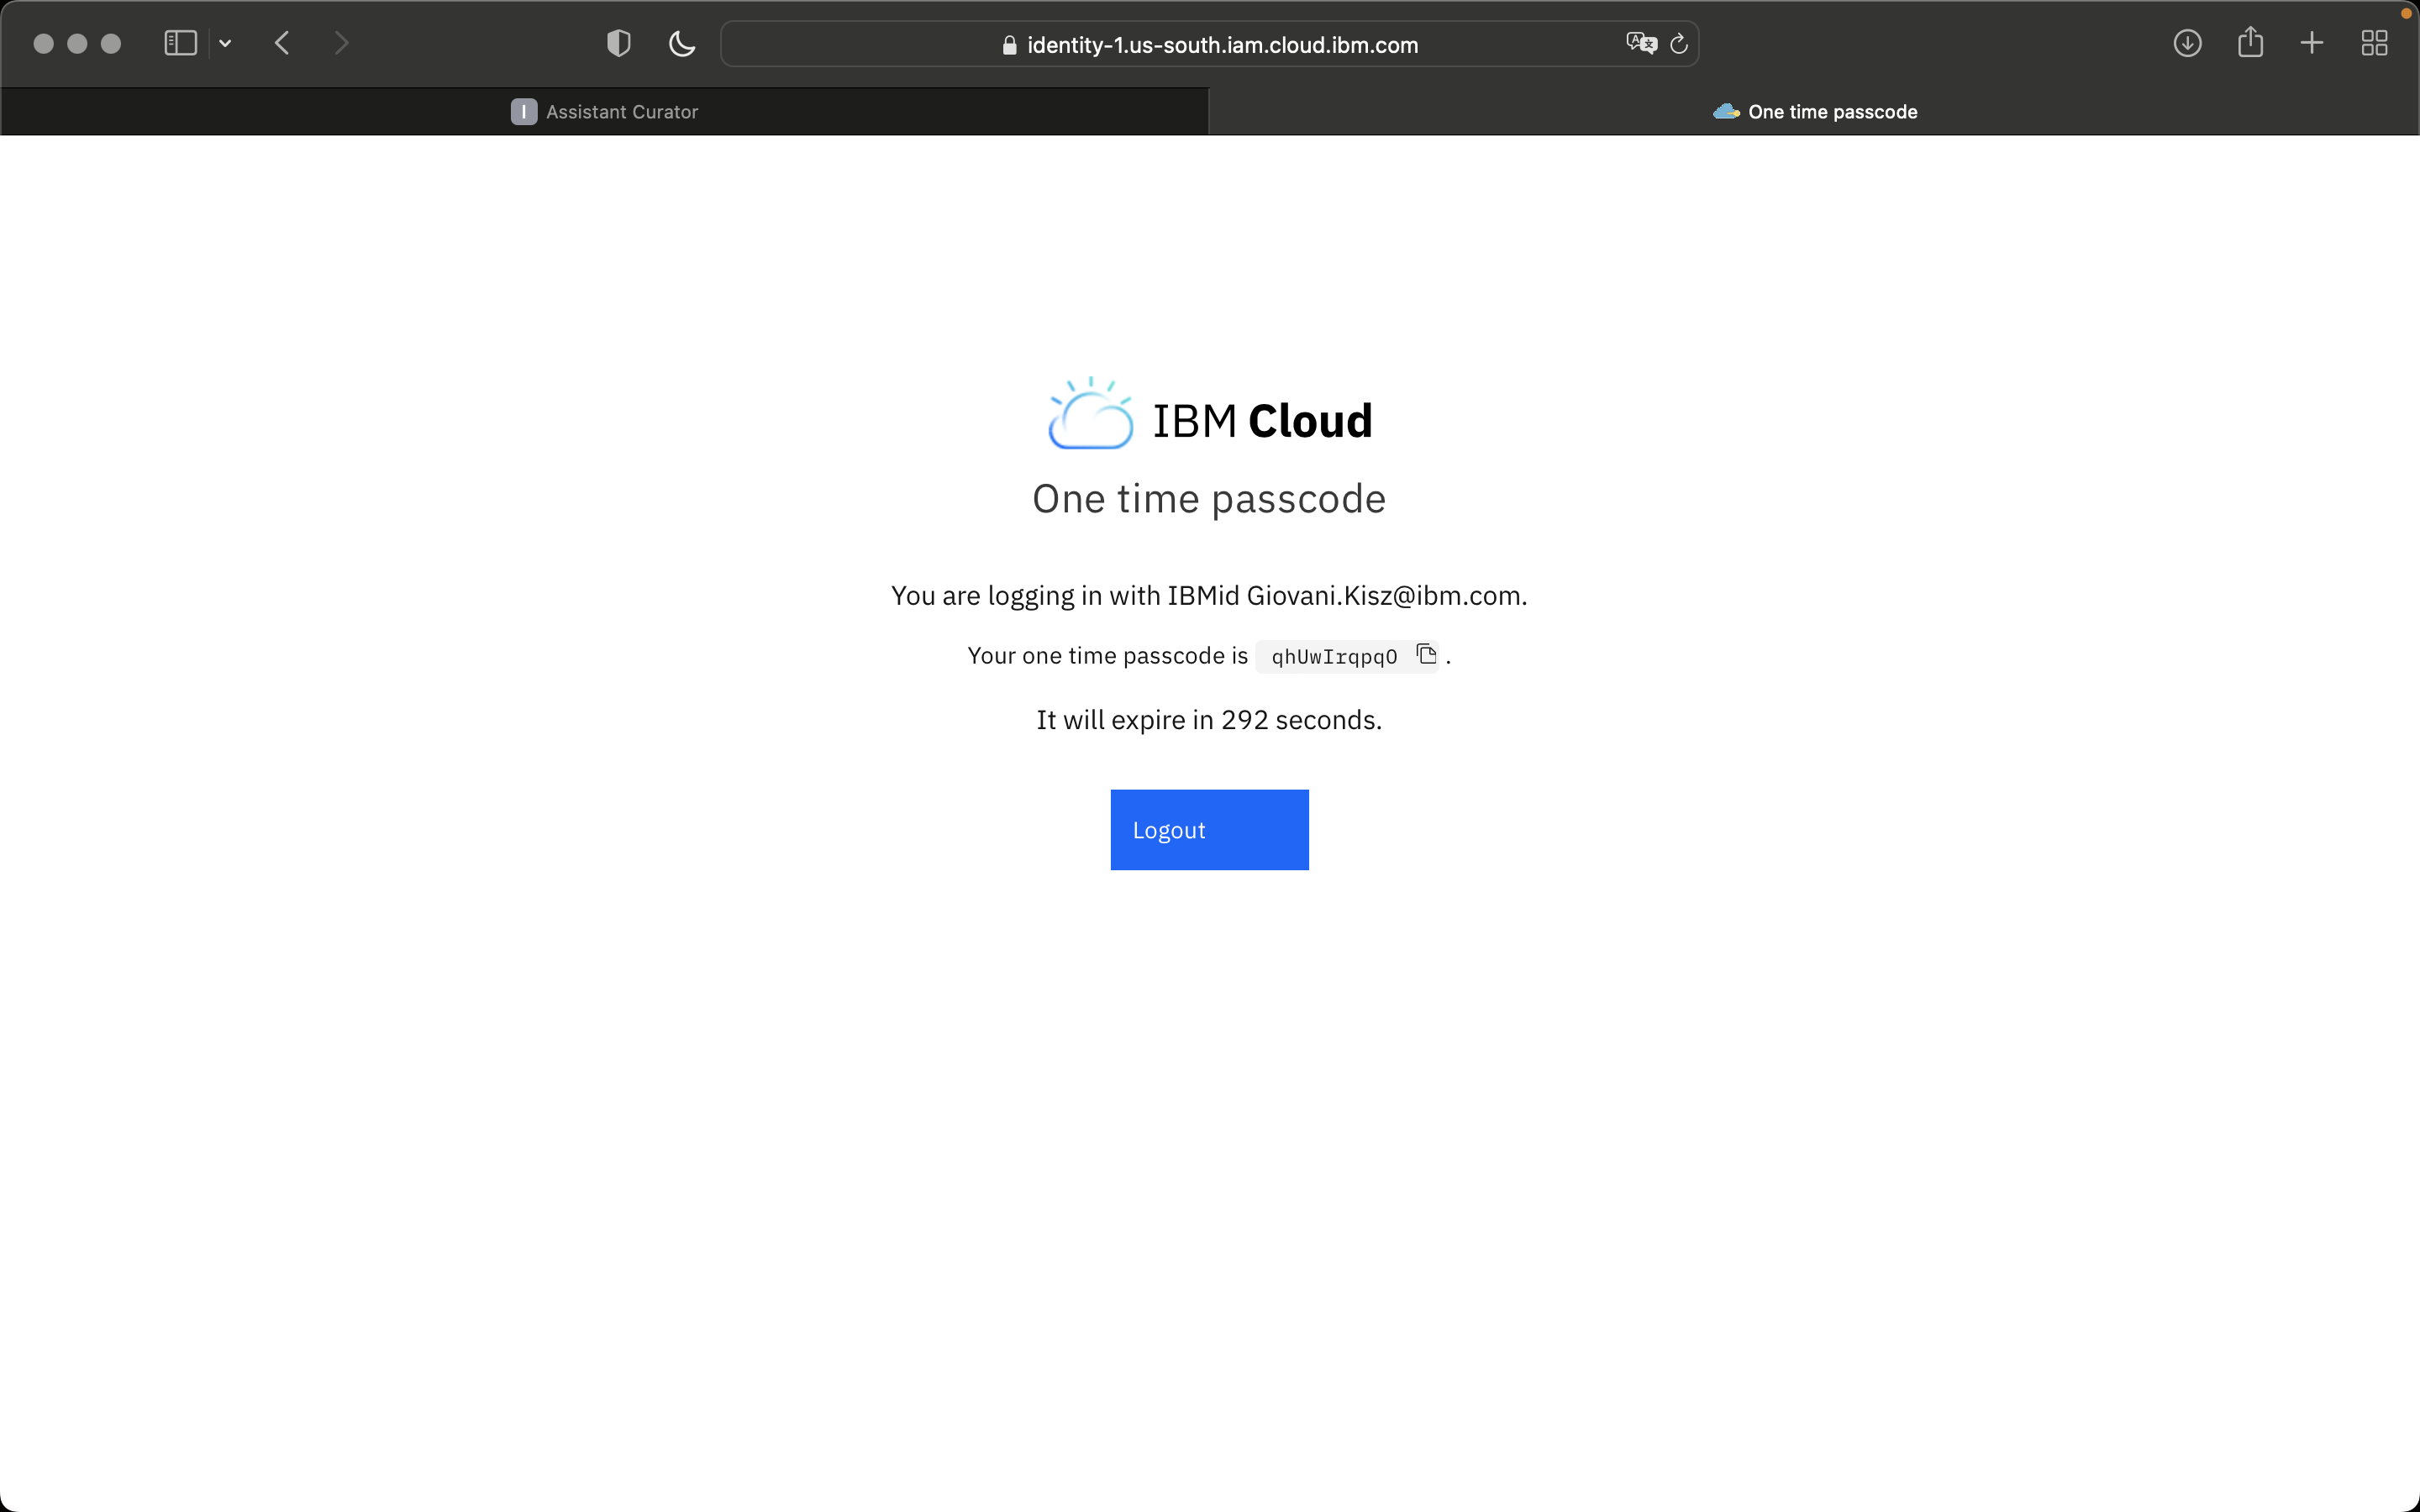 identity-1.us-south.iam.cloud.ibm.com
I Assistant Curator
One time passcode
IBM Cloud
One time passcode
You are logging in with IBMid Giovani.Kisz@ibm.com.
Your one time passcode is qhUwIrqpqO .
It will expire in 292 seconds.
Logout